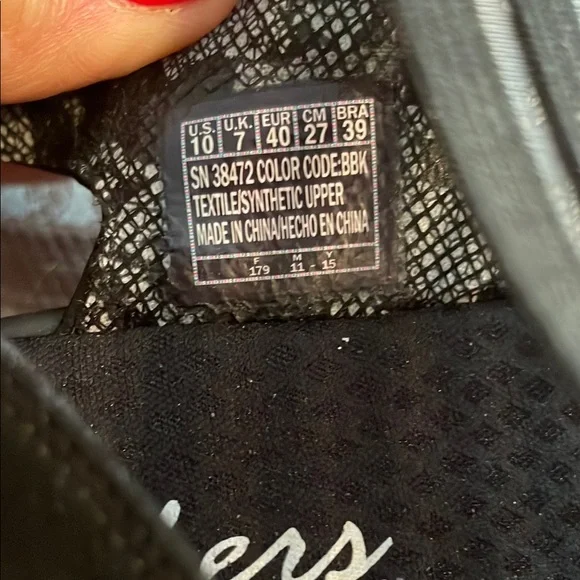 U.S. U.K. EUR CM BRA
10 7 40 27 39
SN 38472 COLOR CODE:BBK
TEXTILE/SYNTHETIC UPPER
MADE IN CHINA/HECHO EN CHINA
F M Y
179 11 - 15